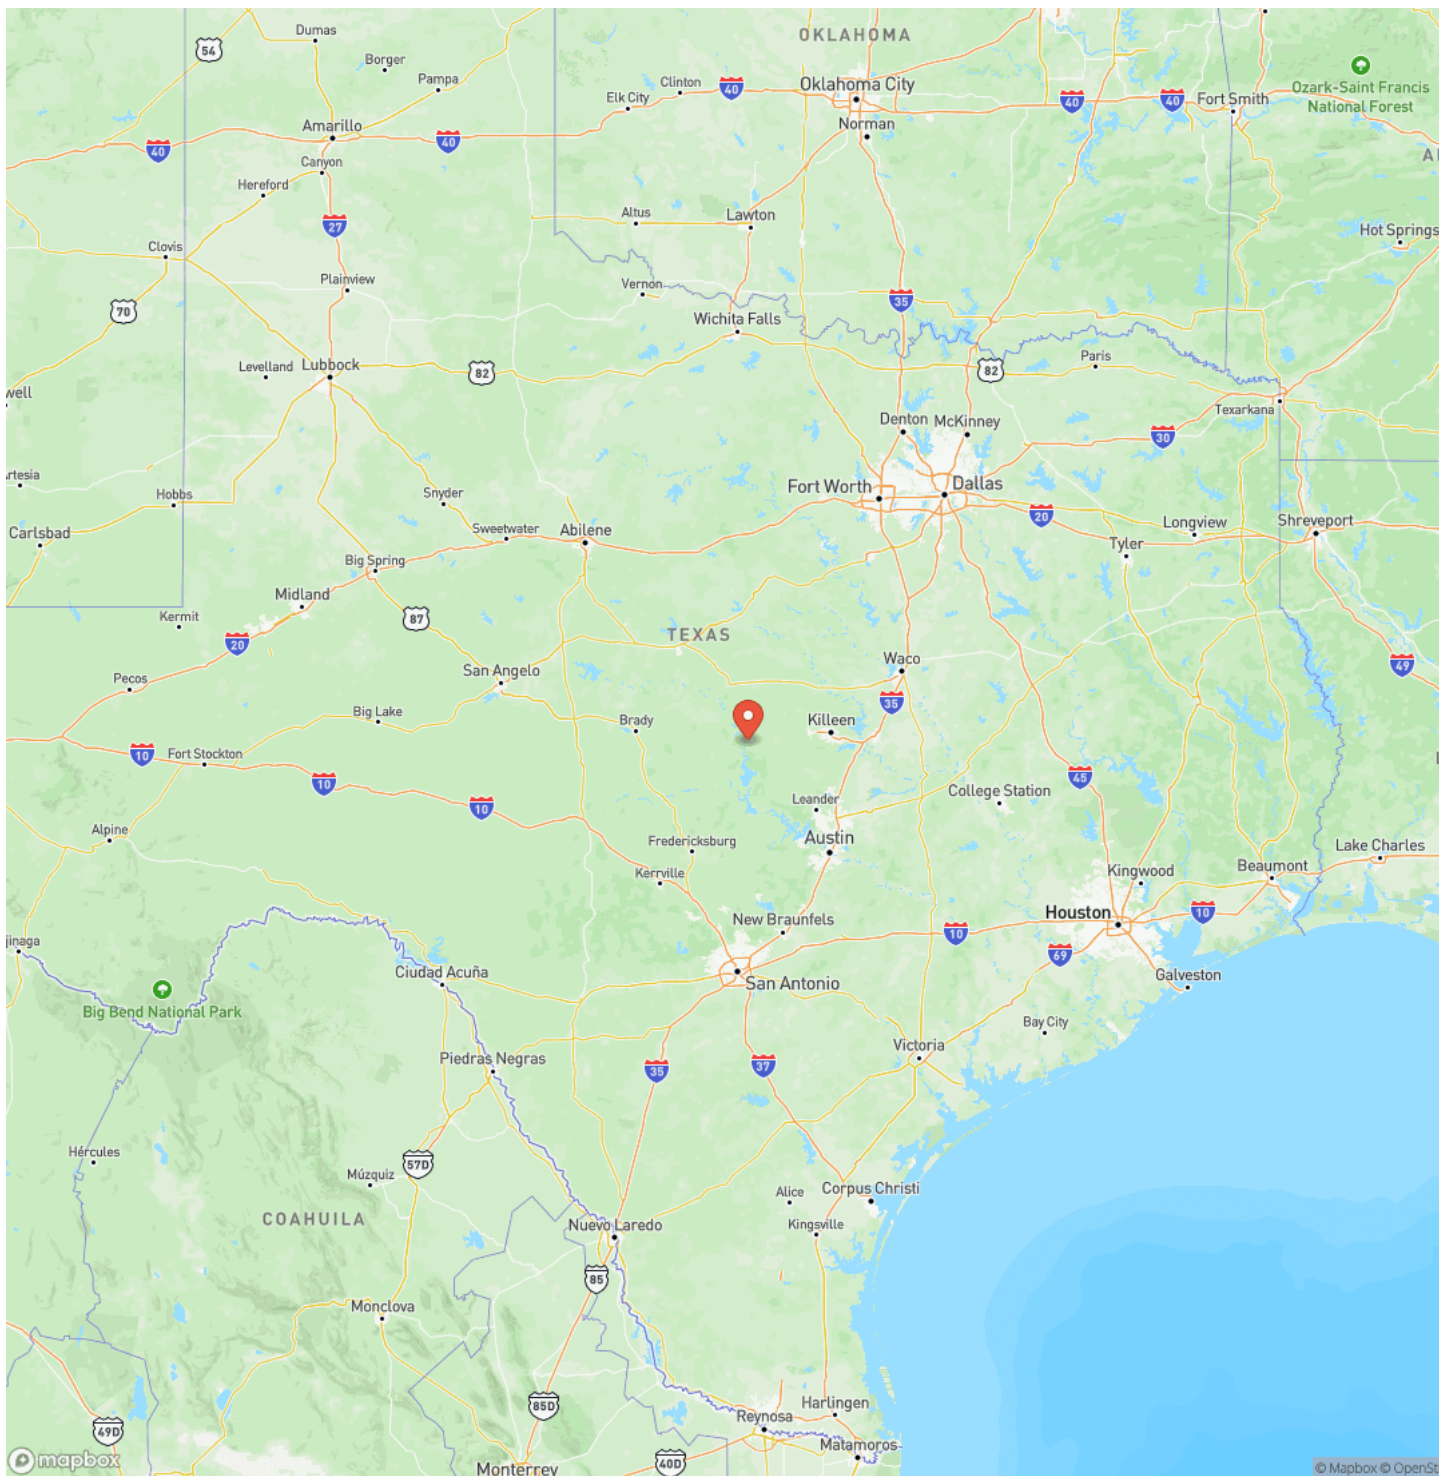 OKLAHOMA
Dumas
54
Borger
Pampa
Clinton
40
Elk City
Oklahoma City
40
40
Fort Smith
Ozark-Saint Francis
National Forest
Amarillo
40
40
Norman
Canyon
Hereford
27
Altus
Lawton
Hot Springs
Clovis
Plainview
Vernon
35
70
Wichita Falls
Levelland
Lubbock
82
82
Paris
Texarkana
Denton
McKinney
30
Artesia
Hobbs
Snyder
Fort Worth
Dallas
20
Longview
Shreveport
Carlsbad
Sweetwater
Abilene
Tyler
Big Spring
Midland
Kermit
87
TEXAS
20
San Angelo
Waco
49
Pecos
35
Big Lake
Brady
Killeen
10
Fort Stockton
10
10
45
Leander
College Station
Alpine
Fredericksburg
Austin
Lake Charles
Kerrville
Kingwood
Beaumont
New Braunfels
10
Houston
10
jinaga
69
Ciudad Acuña
San Antonio
Galveston
Big Bend National Park
Bay City
Piedras Negras
35
37
Victoria
Hércules
57D
Múzquiz
Alice
Corpus Christi
COAHUILA
Nuevo Laredo
Kingsville
85
Monclova
85D
Reynosa
Harlingen
49D
Matamoros
mapbox
Monterrey
40D
© Mapbox © OpenSt